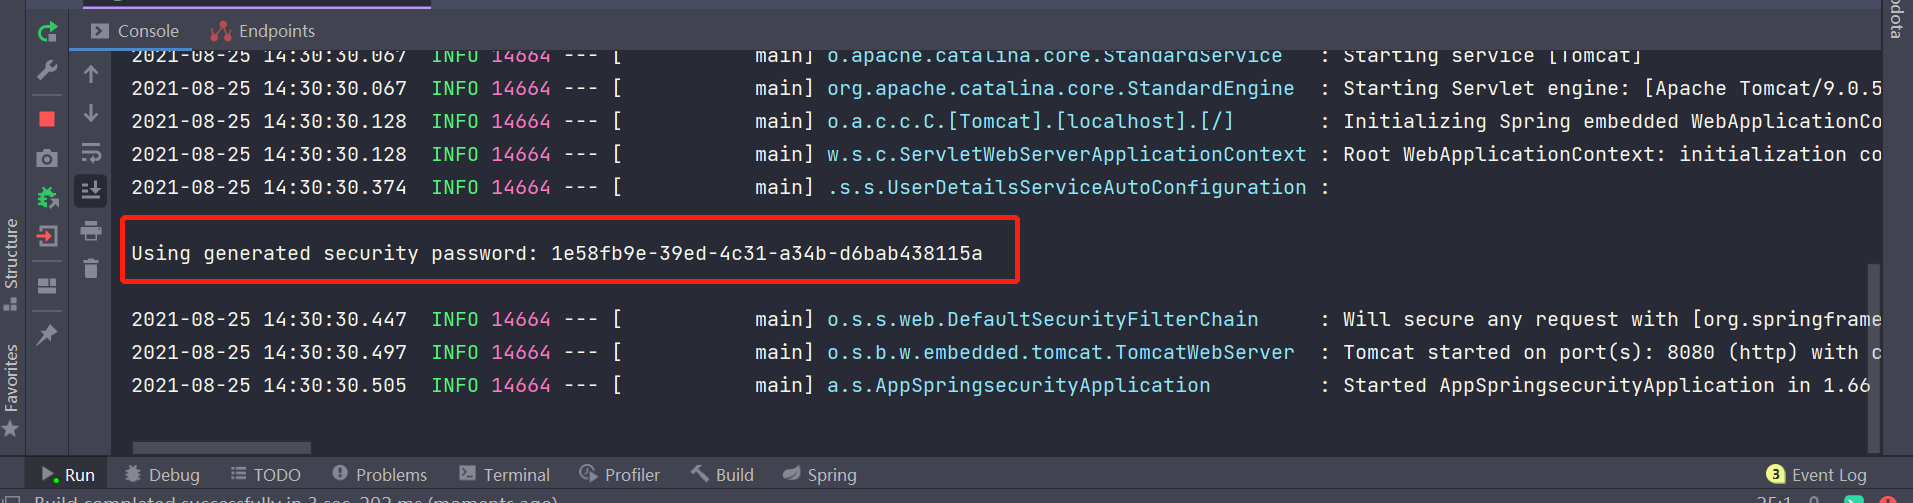 Console Endpoints
2021-08-25 14:30:30.067 INFO 14664 --- [ main] o.apache.catalina.core.StandardService : Starting service [Tomcat]
2021-08-25 14:30:30.067 INFO 14664 --- [ main] org.apache.catalina.core.StandardEngine : Starting Servlet engine: [Apache Tomcat/9.0.5
2021-08-25 14:30:30.128 INFO 14664 --- [ main] o.a.c.c.C.[Tomcat].[localhost].[/] : Initializing Spring embedded WebApplicationCo
2021-08-25 14:30:30.128 INFO 14664 --- [ main] w.s.c.ServletWebServerApplicationContext : Root WebApplicationContext: initialization co
2021-08-25 14:30:30.374 INFO 14664 --- [ main] .s.s.UserDetailsServiceAutoConfiguration :
Using generated security password: 1e58fb9e-39ed-4c31-a34b-d6bab438115a
2021-08-25 14:30:30.447 INFO 14664 --- [ main] o.s.s.web.DefaultSecurityFilterChain : Will secure any request with [org.springframe
2021-08-25 14:30:30.497 INFO 14664 --- [ main] o.s.b.w.embedded.tomcat.TomcatWebServer : Tomcat started on port(s): 8080 (http) with c
2021-08-25 14:30:30.505 INFO 14664 --- [ main] a.s.AppSpringsecurityApplication : Started AppSpringsecurityApplication in 1.66
Structure
Favorites
Run Debug TODO Problems Terminal Profiler Build Spring 3 Event Log
Build completed successfully in 3 sec, 202 ms (moments ago) 25:1